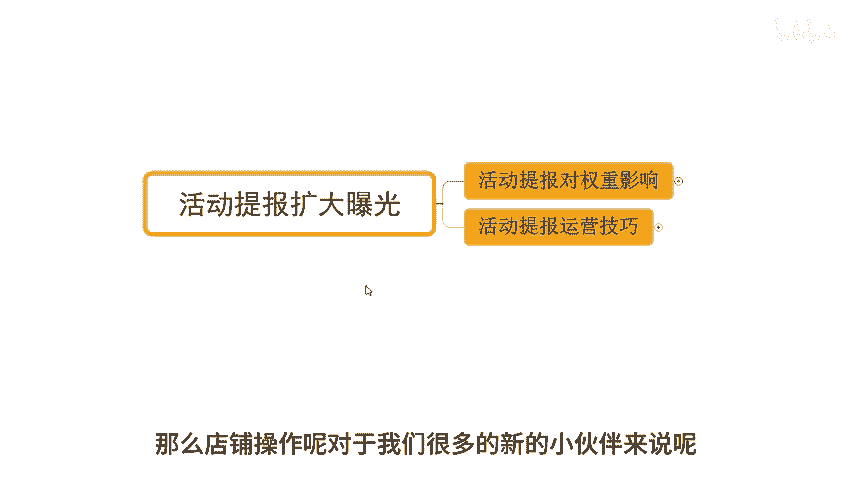 活动提报对权重影响
活动提报扩大曝光
活动提报运营技巧
那么店铺操作呢对于我们很多的新的小伙伴来说呢